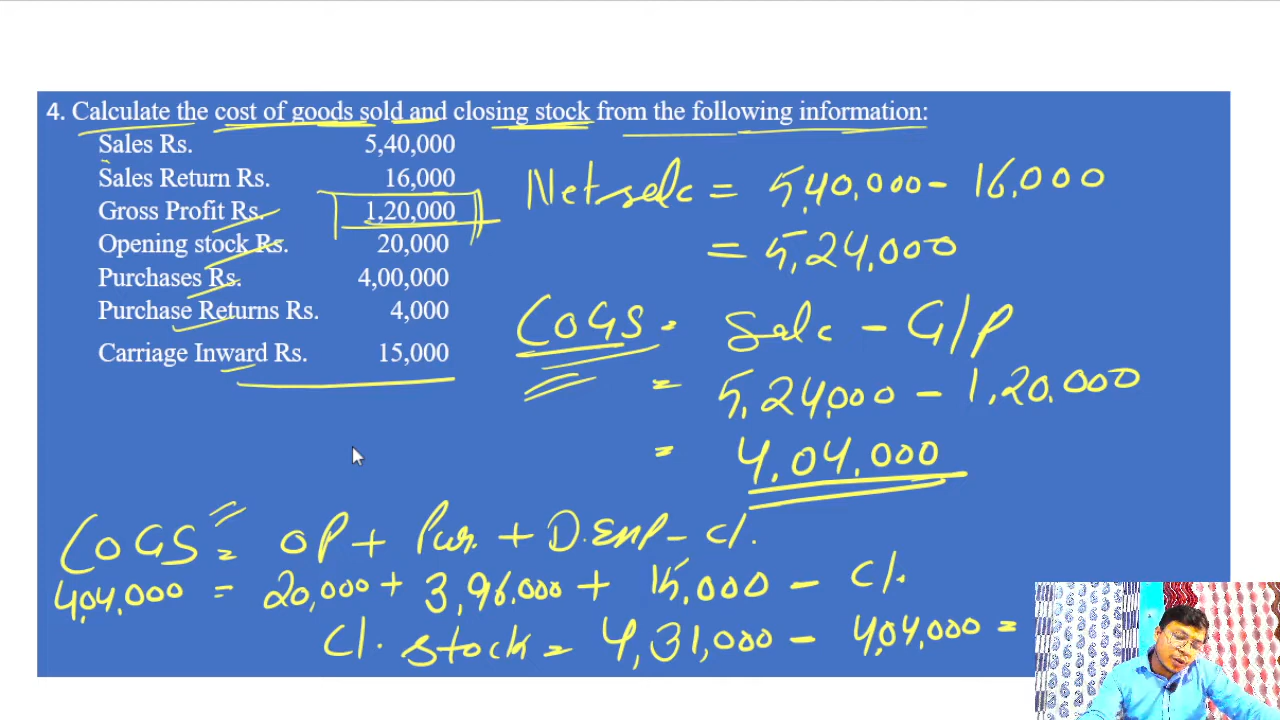 4. Calculate the cost of goods sold and closing stock from the following information:
Sales Rs. 5,40,000
Sales Return Rs. 16,000
Gross Profit Rs. 1,20,000
Opening stock Rs. 20,000
Purchases Rs. 4,00,000
Purchase Returns Rs. 4,000
Carriage Inward Rs. 15,000
Net sale = 5,40,000 - 16,000
= 5,24,000
COGS = Sale - G/P
= 5,24,000 - 1,20,000
= 4,04,000
COGS = OP + Pur. + D.Exp - cl.
4,04,000 = 20,000 + 3,96,000 + 15,000 - cl.
Cl. stock = 4,31,000 - 4,04,000 =